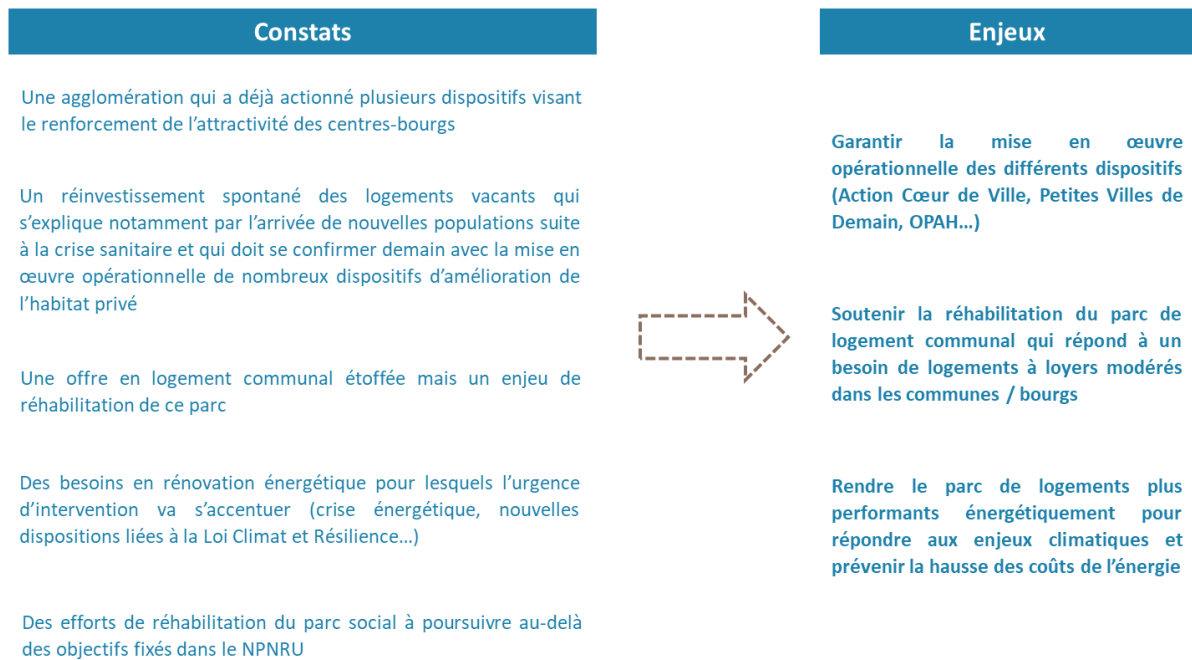 Constats
Une agglomération qui a déjà actionné plusieurs dispositifs visant
le renforcement de l'attractivité des centres-bourgs
Un réinvestissement spontané des logements vacants qui
s'explique notamment par l'arrivée de nouvelles populations suite
à la crise sanitaire et qui doit se confirmer demain avec la mise en
œuvre opérationnelle de nombreux dispositifs d'amélioration de
l'habitat privé
Une offre en logement communal étoffée mais un enjeu de
réhabilitation de ce parc
Des besoins en rénovation énergétique pour lesquels l'urgence
d'intervention va s'accentuer (crise énergétique, nouvelles
dispositions liées à la Loi Climat et Résilience…)
Des efforts de réhabilitation du parc social à poursuivre au-delà
des objectifs fixés dans le NPNRU
Enjeux
Garantir la mise en œuvre
opérationnelle des différents dispositifs
(Action Cœur de Ville, Petites Villes de
Demain, OPAH…)
Soutenir la réhabilitation du parc de
logement communal qui répond à un
besoin de logements à loyers modérés
dans les communes / bourgs
Rendre le parc de logements plus
performants énergétiquement pour
répondre aux enjeux climatiques et
prévenir la hausse des coûts de l'énergie